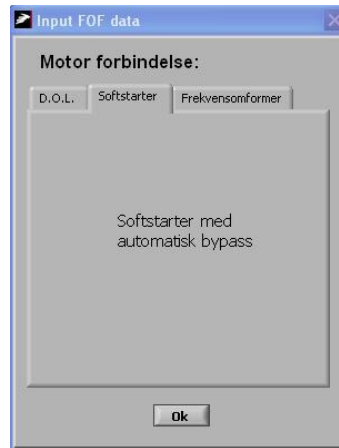 Input FOF data
Motor forbindelse:
D.O.L. Softstarter Frekvensomformer
Softstarter med
automatisk bypass
Ok